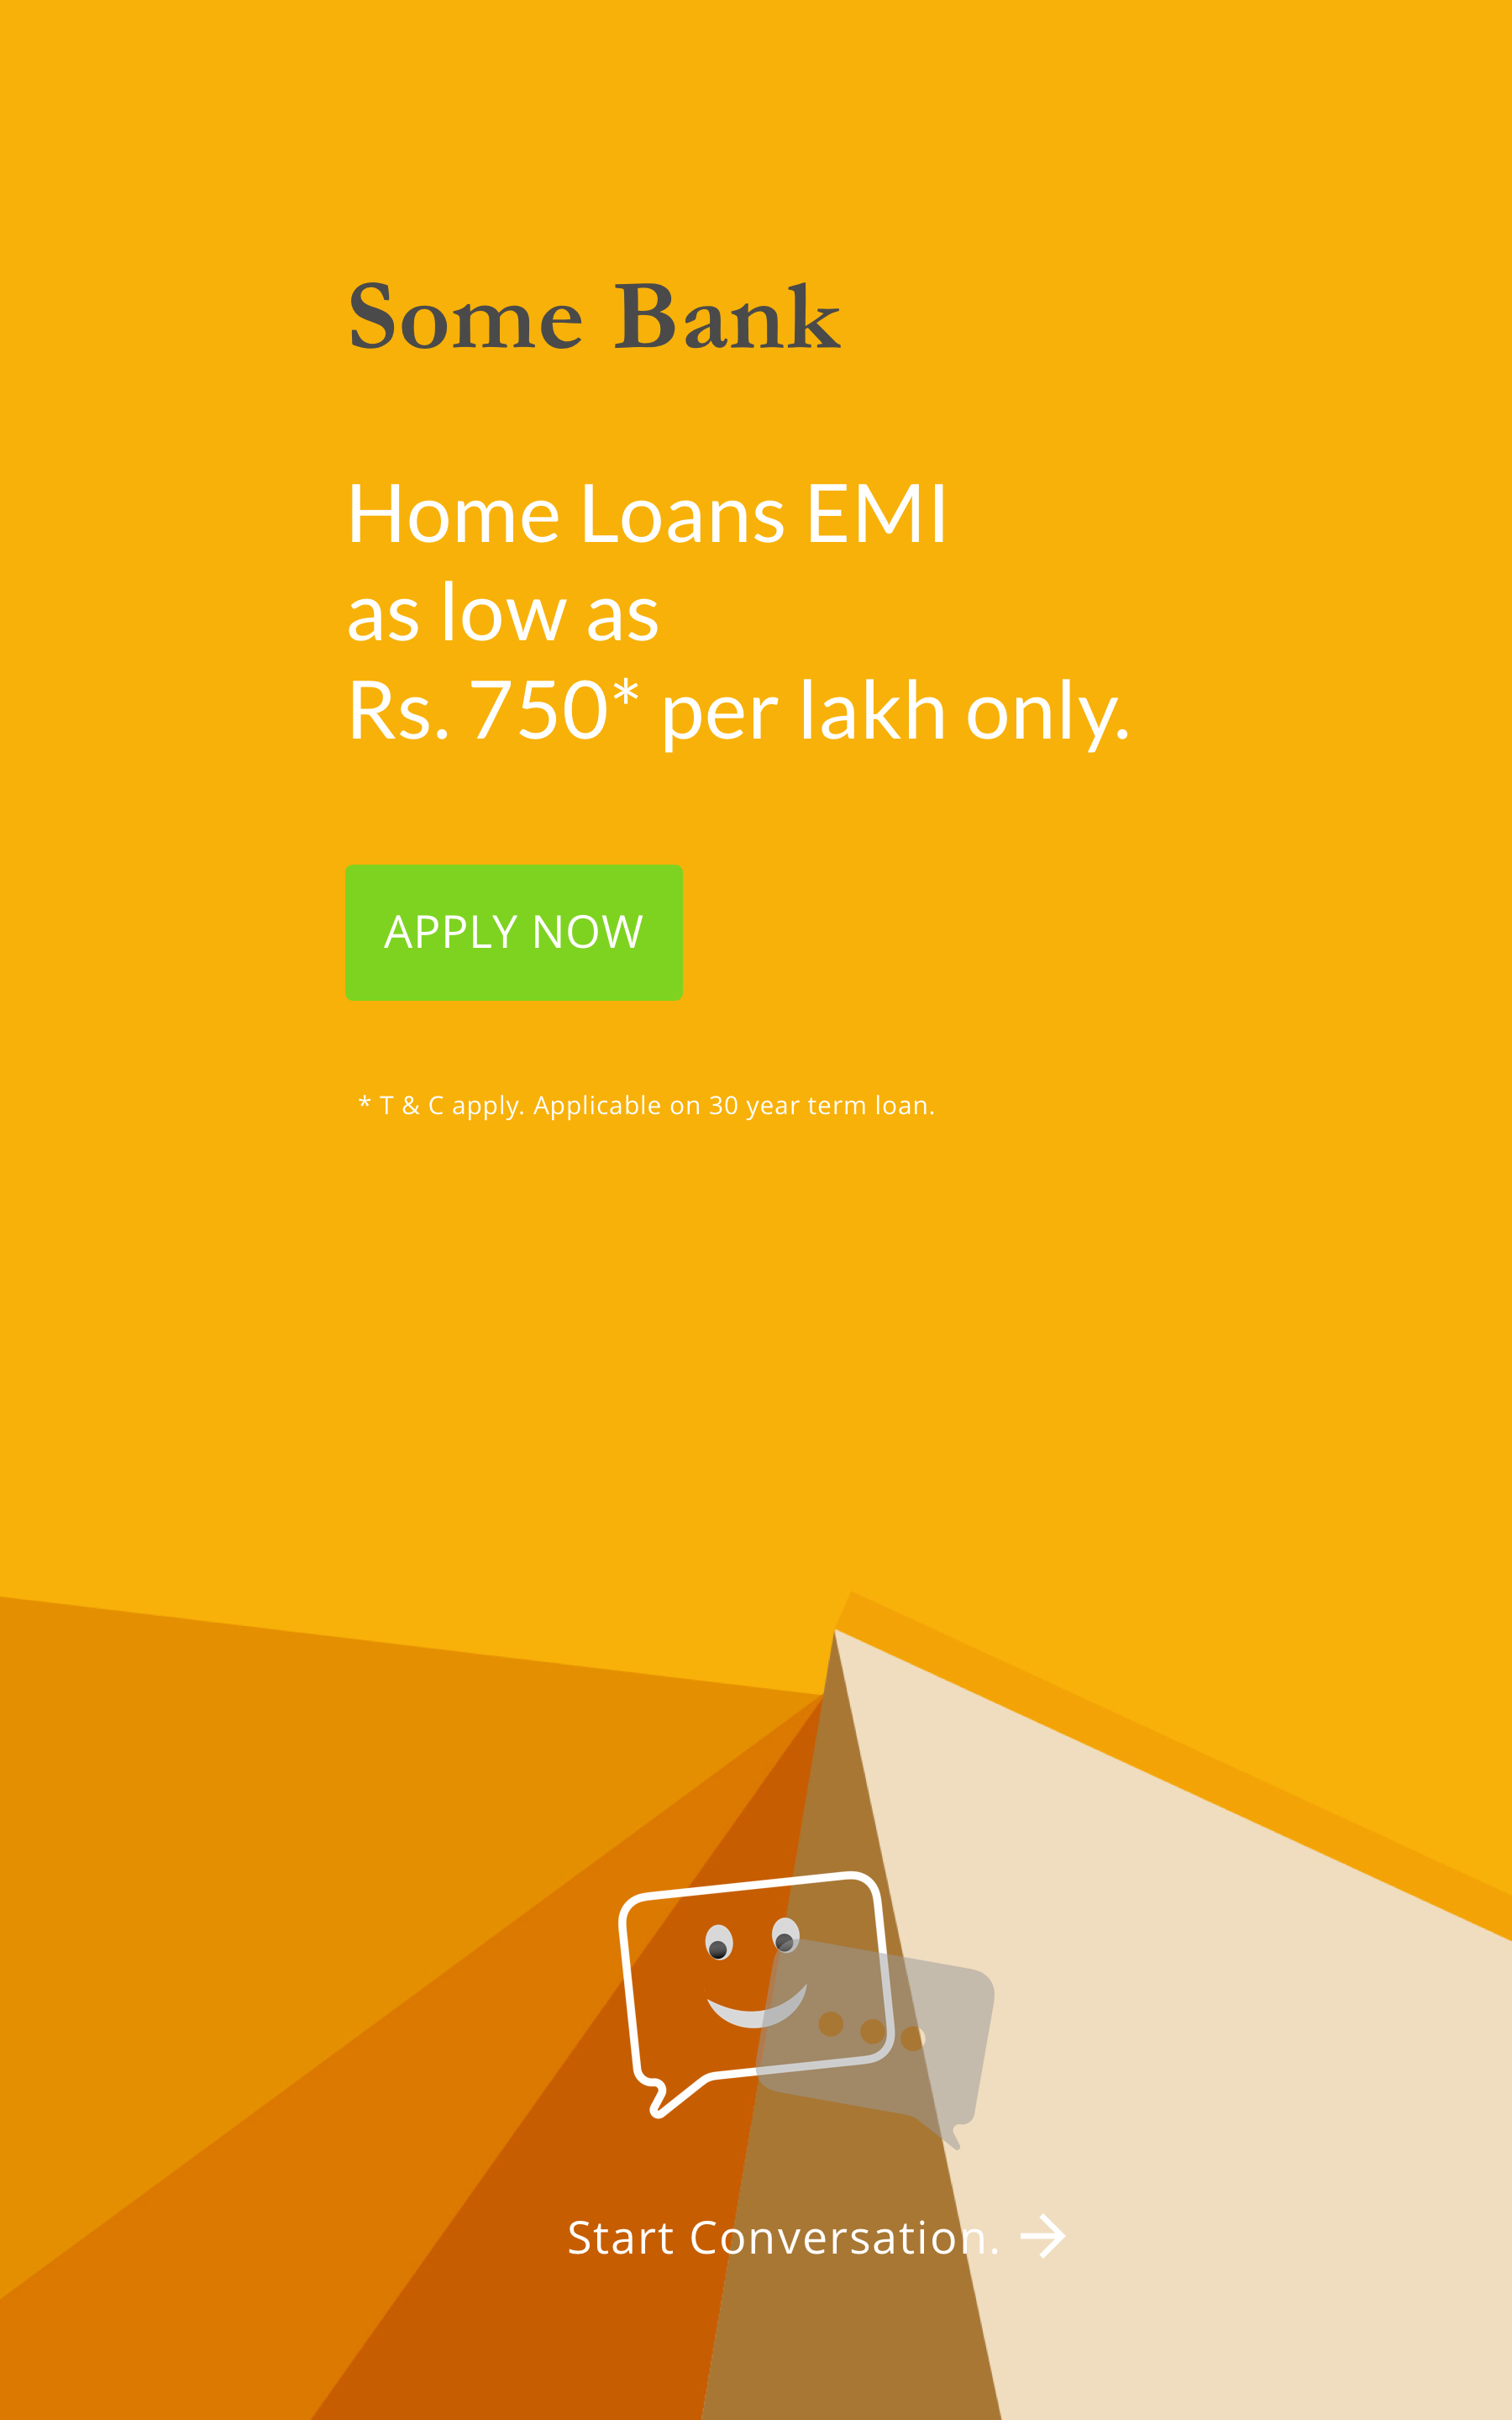 Some Bank
Home Loans EMI
as low as
Rs. 750* per lakh only.
APPLY NOW
* T & C apply. Applicable on 30 year term loan.
Start Conversation.